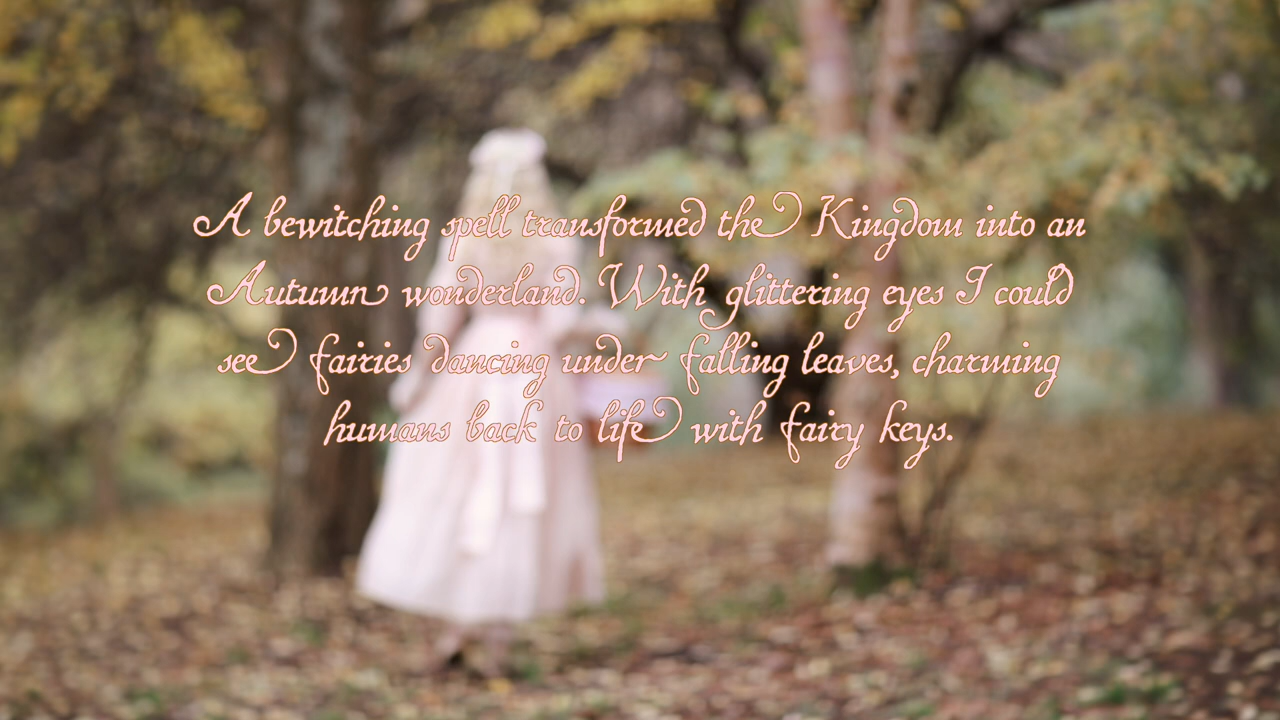 A bewitching spell transformed the Kingdom into an
Autumn wonderland. With glittering eyes I could
see fairies dancing under falling leaves, charming
humans back to life with fairy keys.